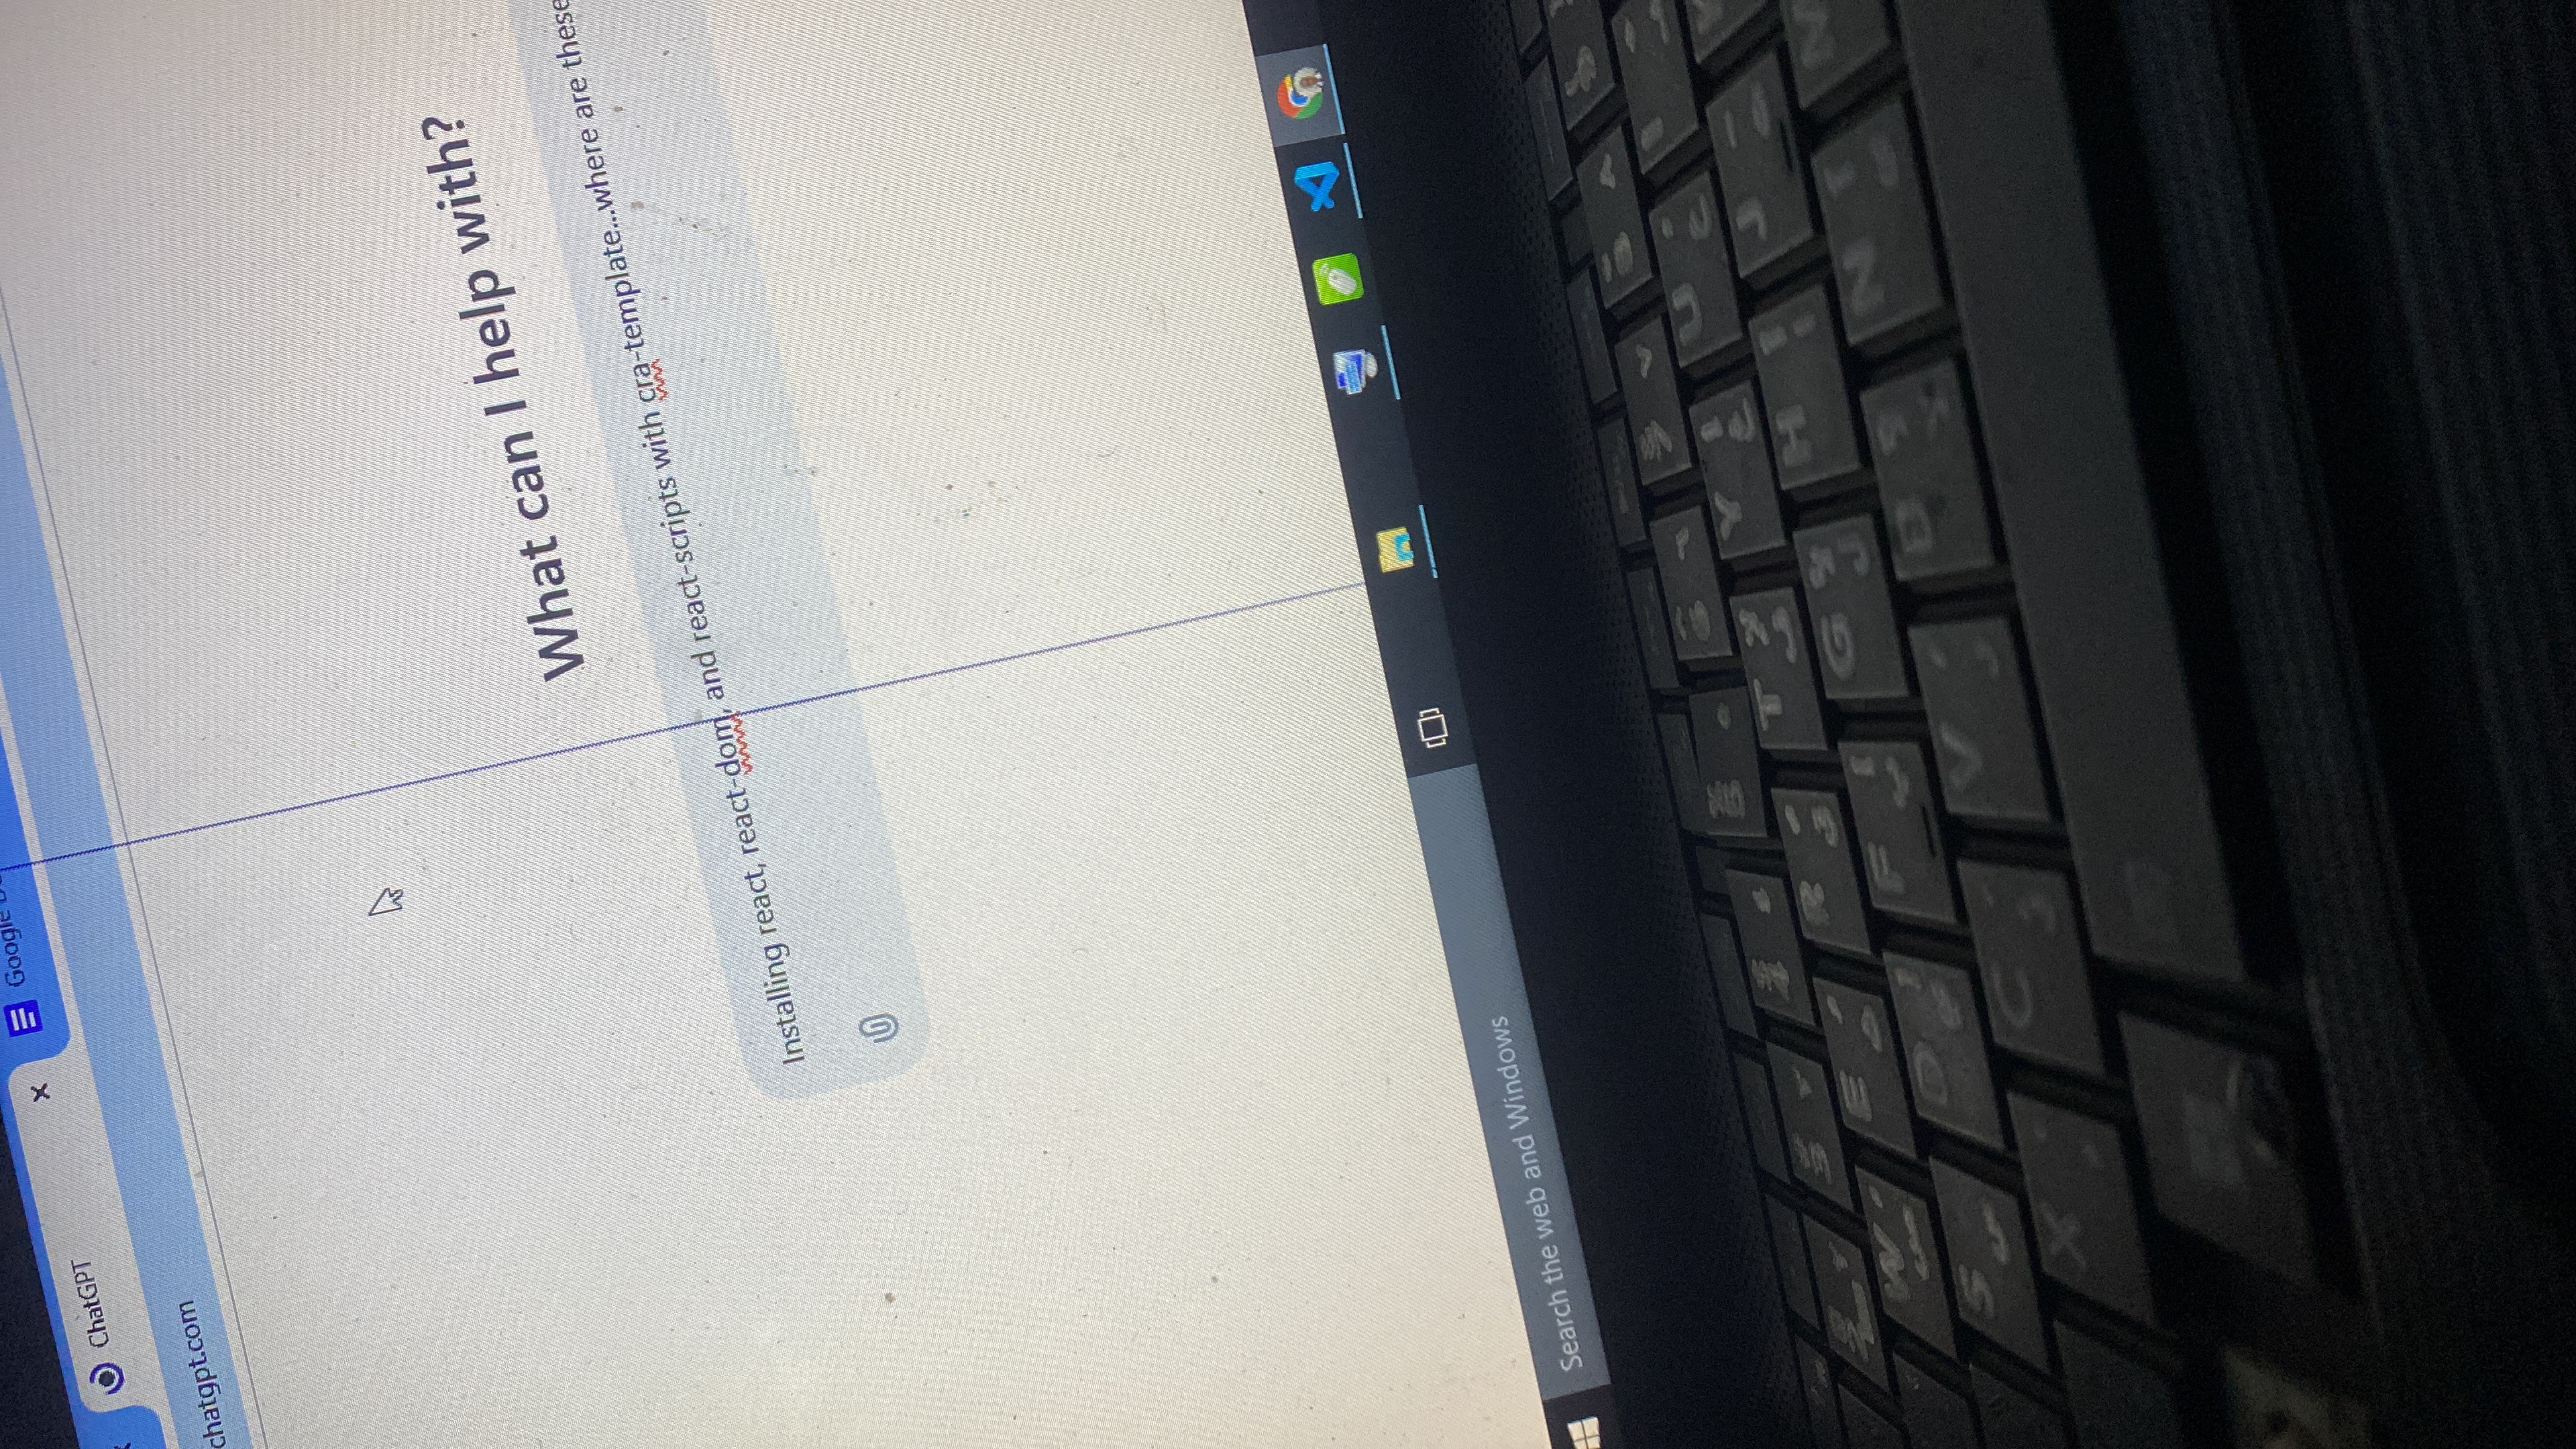 ChatGPT
Google
chatgpt.com
What can I help with?
Installing react, react-dom, and react-scripts with cra-template...where are these
Search the web and Windows
W
E
R
T
Y
U
S
D
F
G
H
J
X
C
V
B
N
M